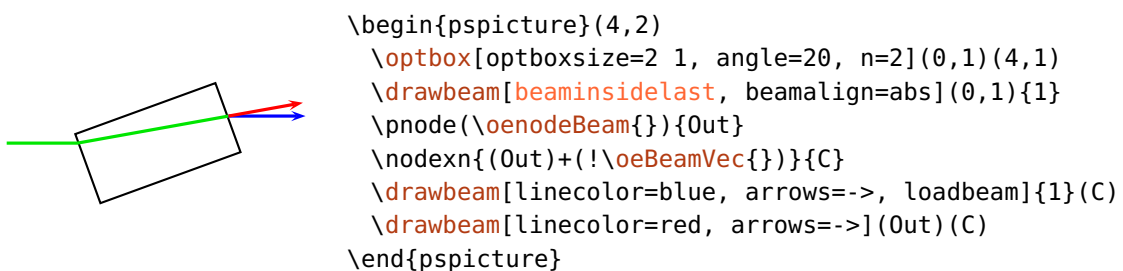 \begin{pspicture}(4,2)
\optbox[optboxsize=2 1, angle=20, n=2](0,1)(4,1)
\drawbeam[beaminsidelast, beamalign=abs](0,1){1}
\pnode(\oenodeBeam{}){Out}
\nodexn{(Out)+(!\oeBeamVec{})}{C}
\drawbeam[linecolor=blue, arrows=->, loadbeam]{1}(C)
\drawbeam[linecolor=red, arrows=->](Out)(C)
\end{pspicture}